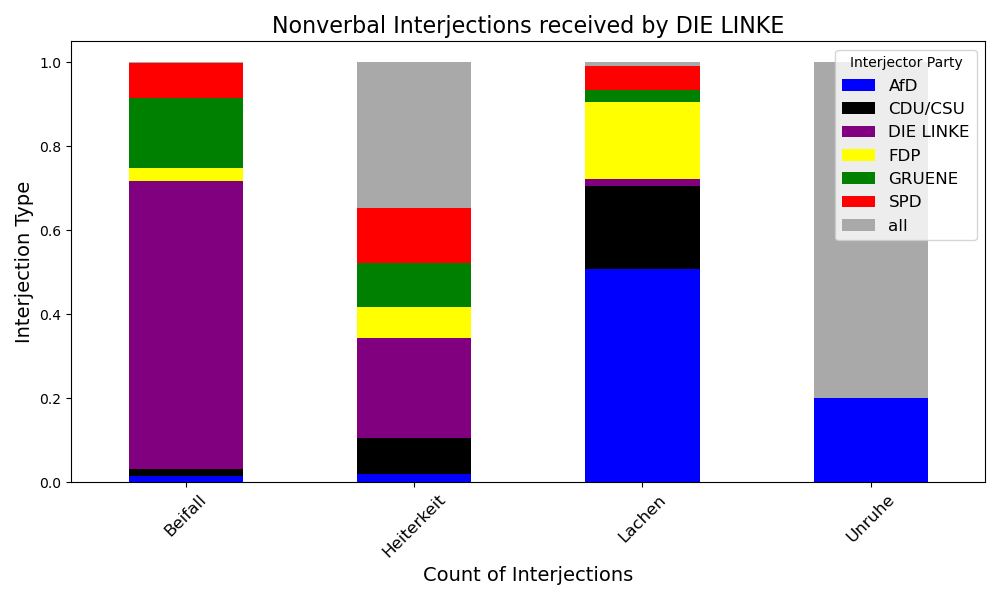 Nonverbal Interjections received by DIE LINKE
Interjection Type
1.0
0.8
0.6
0.4
0.2
0.0
Interjector Party
AfD
CDU/CSU
DIE LINKE
FDP
GRUENE
SPD
all
Beifall
Heiterkeit
Lachen
Unruhe
Count of Interjections